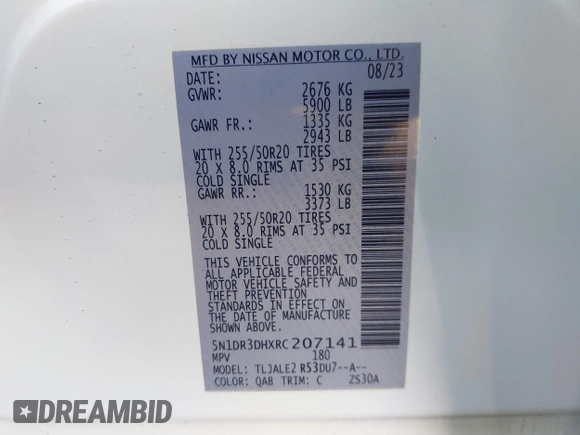 MFD BY NISSAN MOTOR CO., LTD.
DATE: 08/23
GVWR: 2676 KG
5900 LB
GAWR FR.: 1335 KG
2943 LB
WITH 255/50R20 TIRES
20 X 8.0 RIMS AT 35 PSI
COLD SINGLE
GAWR RR.: 1530 KG
3373 LB
WITH 255/50R20 TIRES
20 X 8.0 RIMS AT 35 PSI
COLD SINGLE
THIS VEHICLE CONFORMS TO
ALL APPLICABLE FEDERAL
MOTOR VEHICLE SAFETY AND
THEFT PREVENTION
STANDARDS IN EFFECT ON
THE DATE OF MANUFACTURE
SHOWN ABOVE.
5N1DR3DHXRC207141
MPV 180
MODEL: TLJALE2 R53DU7--A--
COLOR: QAB TRIM: C ZS30A
DREAMBID